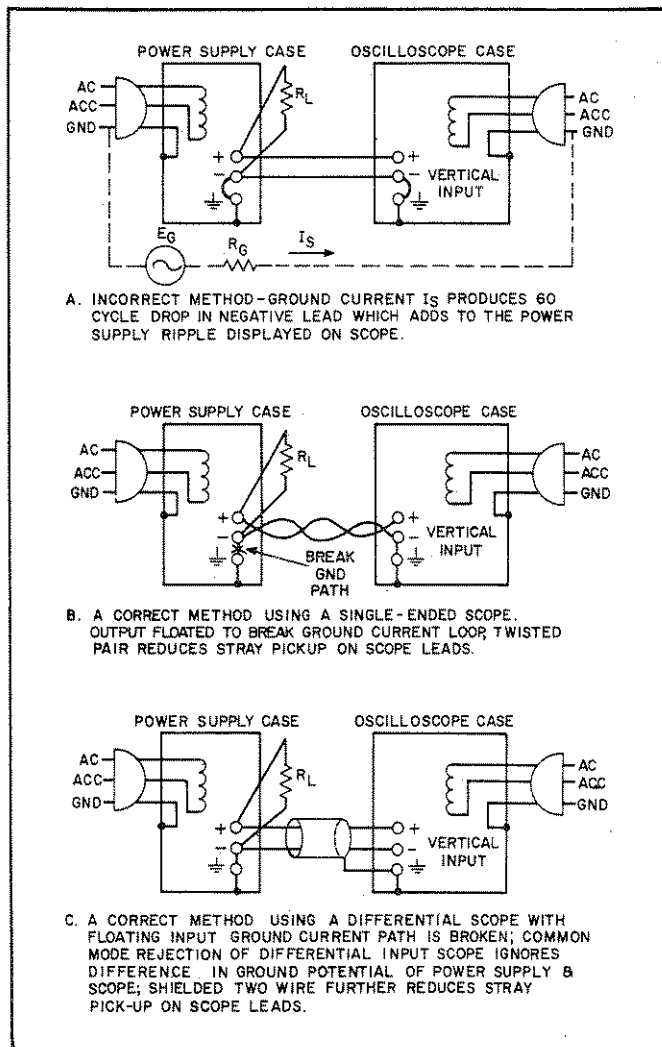 POWER SUPPLY CASE OSCILLOSCOPE CASE
AC RL AC
ACC ACC
GND GND
+ +
- - VERTICAL
INPUT
EG RG IS
A. INCORRECT METHOD-GROUND CURRENT IS PRODUCES 60
CYCLE DROP IN NEGATIVE LEAD WHICH ADDS TO THE POWER
SUPPLY RIPPLE DISPLAYED ON SCOPE.
POWER SUPPLY CASE OSCILLOSCOPE CASE
AC RL AC
ACC ACC
GND GND
+ +
- - VERTICAL
INPUT
BREAK
GND
PATH
B. A CORRECT METHOD USING A SINGLE-ENDED SCOPE.
OUTPUT FLOATED TO BREAK GROUND CURRENT LOOP, TWISTED
PAIR REDUCES STRAY PICKUP ON SCOPE LEADS.
POWER SUPPLY CASE OSCILLOSCOPE CASE
AC RL AC
ACC ACC
GND GND
+ +
- - VERTICAL
INPUT
C. A CORRECT METHOD USING A DIFFERENTIAL SCOPE WITH
FLOATING INPUT GROUND CURRENT PATH IS BROKEN; COMMON
MODE REJECTION OF DIFFERENTIAL INPUT SCOPE IGNORES
DIFFERENCE IN GROUND POTENTIAL OF POWER SUPPLY &
SCOPE; SHIELDED TWO WIRE FURTHER REDUCES STRAY
PICK-UP ON SCOPE LEADS.